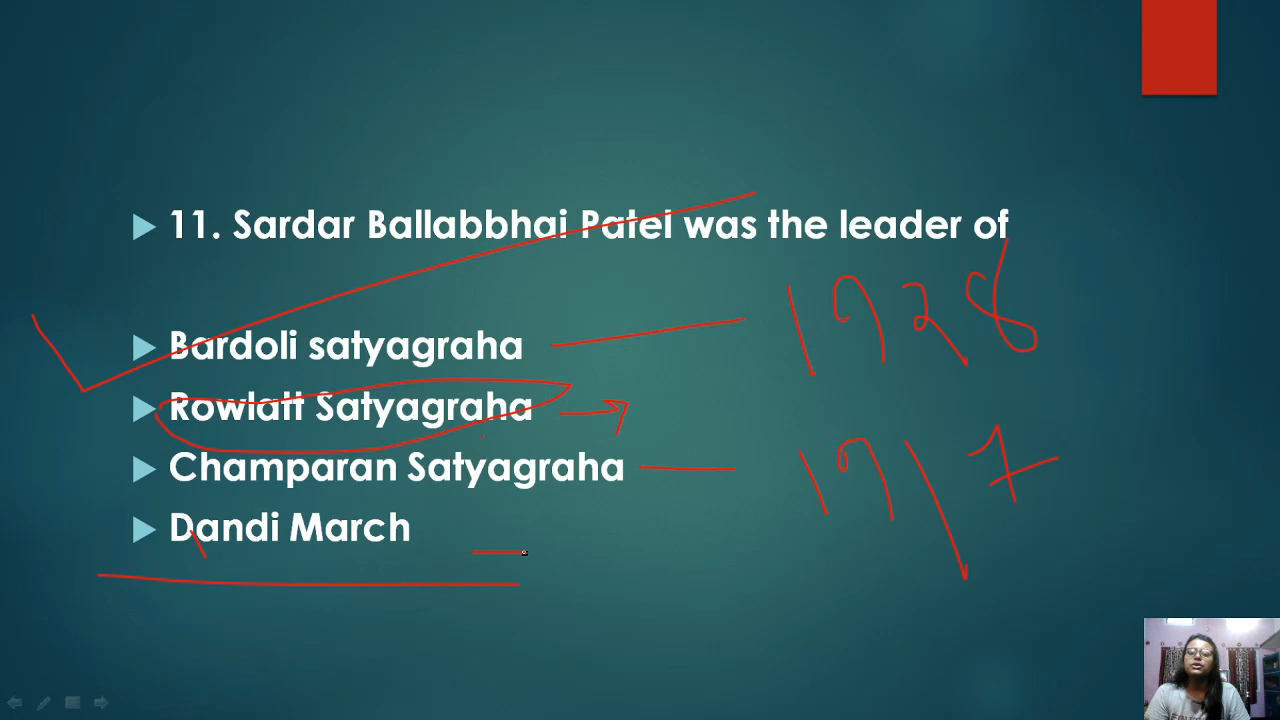 11. Sardar Ballabbhai Patel was the leader of
Bardoli satyagraha 1928
Rowlatt Satyagraha
Champaran Satyagraha 1917
Dandi March